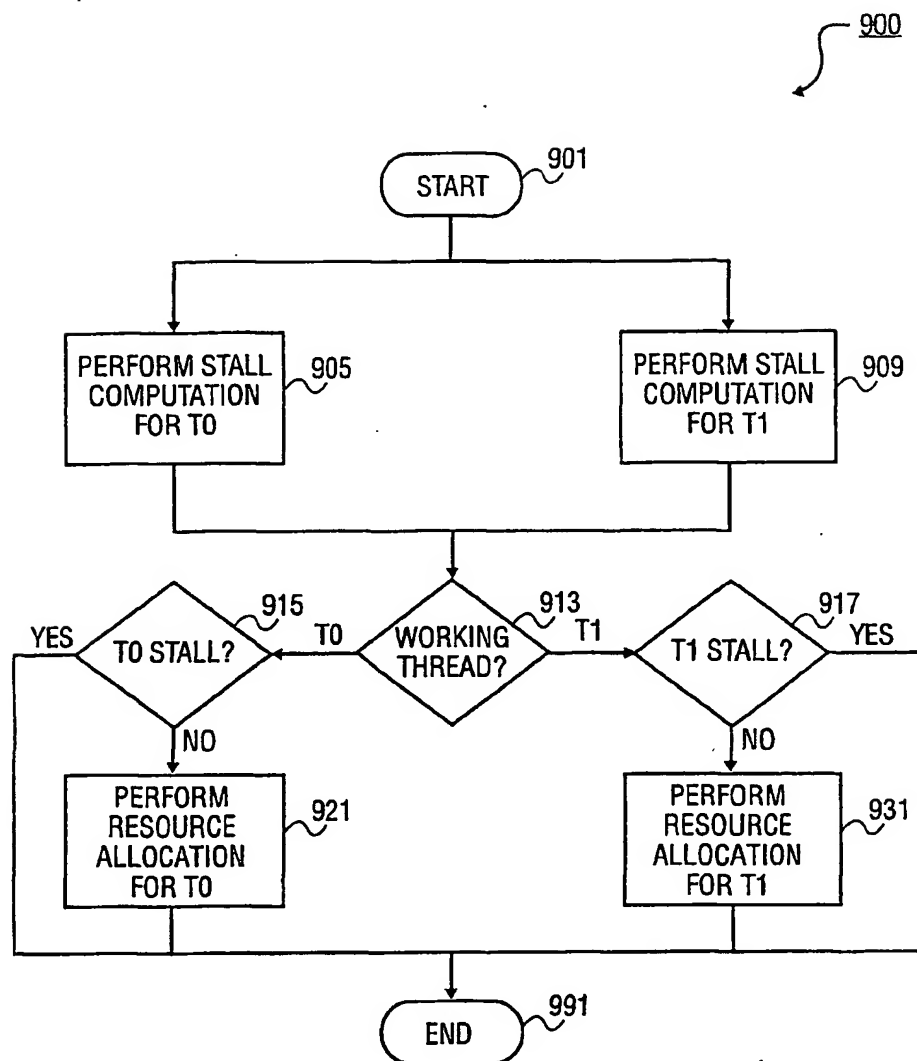 900
START
901
PERFORM STALL
COMPUTATION
FOR T0
905
PERFORM STALL
COMPUTATION
FOR T1
909
YES
T0 STALL?
915
T0
WORKING
THREAD?
913
T1
T1 STALL?
917
YES
NO
NO
PERFORM
RESOURCE
ALLOCATION
FOR T0
921
PERFORM
RESOURCE
ALLOCATION
FOR T1
931
END
991